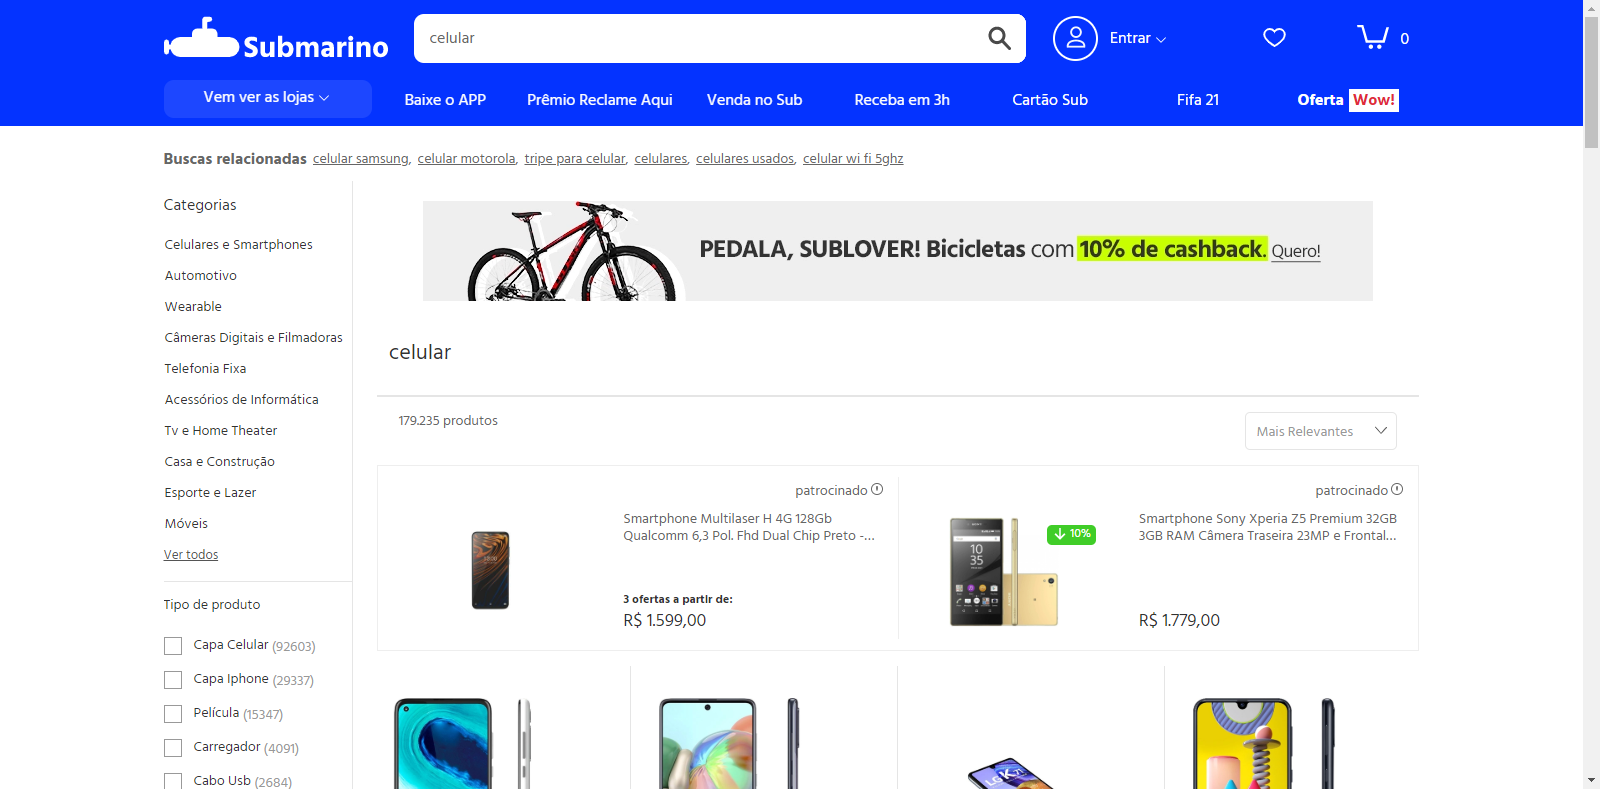 Submarino
celular
Entrar
0
Vem ver as lojas
Baixe o APP
Prêmio Reclame Aqui
Venda no Sub
Receba em 3h
Cartão Sub
Fifa 21
Oferta Wow!
Buscas relacionadas celular samsung, celular motorola, tripe para celular, celulares, celulares usados, celular wi fi 5ghz
Categorias
Celulares e Smartphones
Automotivo
Wearable
Câmeras Digitais e Filmadoras
Telefonia Fixa
Acessórios de Informática
Tv e Home Theater
Casa e Construção
Esporte e Lazer
Móveis
Ver todos
Tipo de produto
Capa Celular (92603)
Capa Iphone (29337)
Película (15347)
Carregador (4091)
Cabo Usb (2684)
PEDALA, SUBLOVER! Bicicletas com 10% de cashback. Quero!
celular
179.235 produtos
Mais Relevantes
patrocinado
Smartphone Multilaser H 4G 128Gb
Qualcomm 6,3 Pol. Fhd Dual Chip Preto -...
3 ofertas a partir de:
R$ 1.599,00
patrocinado
SONY
10
35
10%
Smartphone Sony Xperia Z5 Premium 32GB
3GB RAM Câmera Traseira 23MP e Frontal...
R$ 1.779,00
LG K71